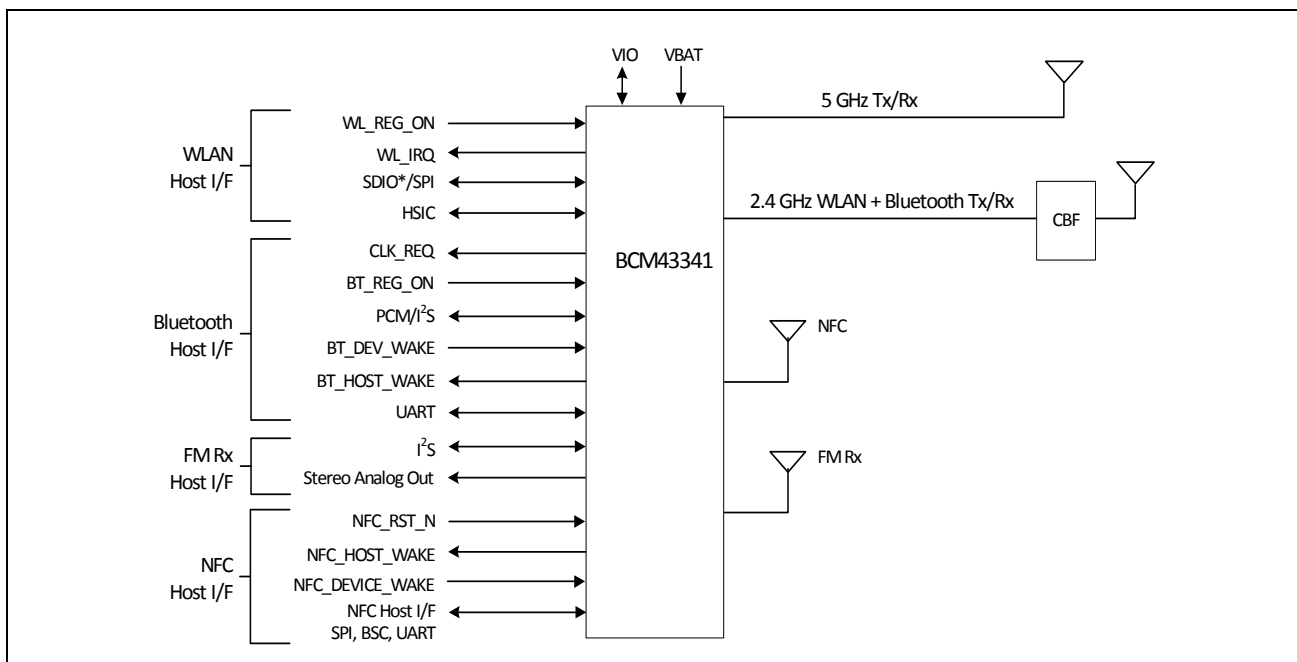 VIO VBAT
5 GHz Tx/Rx
WLAN
Host I/F
WL_REG_ON
WL_IRQ
SDIO*/SPI
HSIC
2.4 GHz WLAN + Bluetooth Tx/Rx
CBF
BCM43341
Bluetooth
Host I/F
CLK_REQ
BT_REG_ON
PCM/I²S
BT_DEV_WAKE
BT_HOST_WAKE
UART
NFC
FM Rx
Host I/F
I²S
Stereo Analog Out
FM Rx
NFC
Host I/F
NFC_RST_N
NFC_HOST_WAKE
NFC_DEVICE_WAKE
NFC Host I/F
SPI, BSC, UART